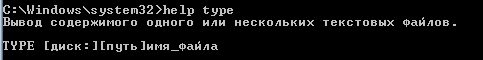 C:\Windows\system32>help type
Вывод содержимого одного или нескольких текстовых файлов.
TYPE [диск:][путь]имя_файла